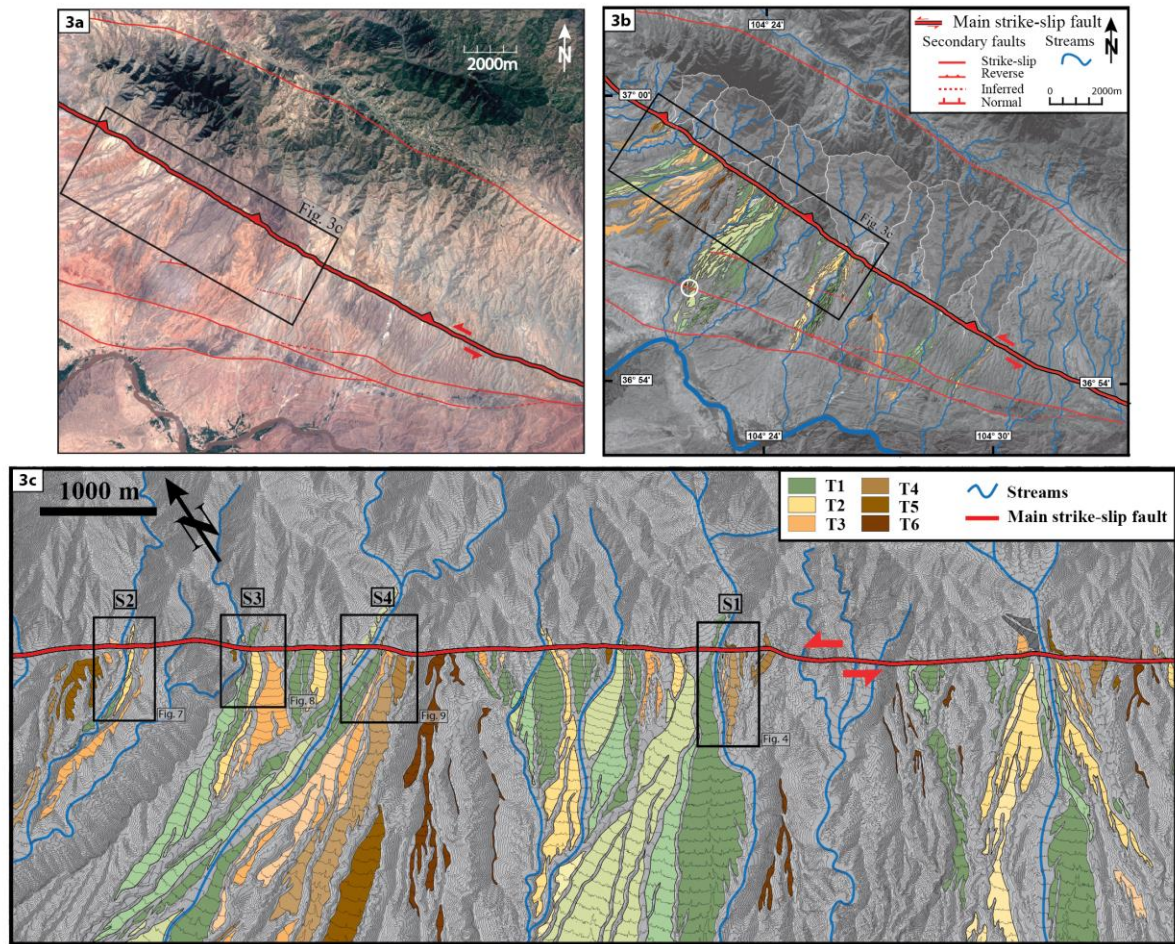 3a
N
2000m
Fig. 3c
3b
104° 24'
Main strike-slip fault
Secondary faults
Streams
N
Strike-slip
Reverse
Inferred
Normal
0
2000m
37° 00'
Fig. 3c
36° 54'
36° 54'
104° 24'
104° 30'
3c
1000 m
N
T1
T4
Streams
T2
T5
Main strike-slip fault
T3
T6
S2
S3
S4
S1
Fig. 7
Fig. 8
Fig. 9
Fig. 4